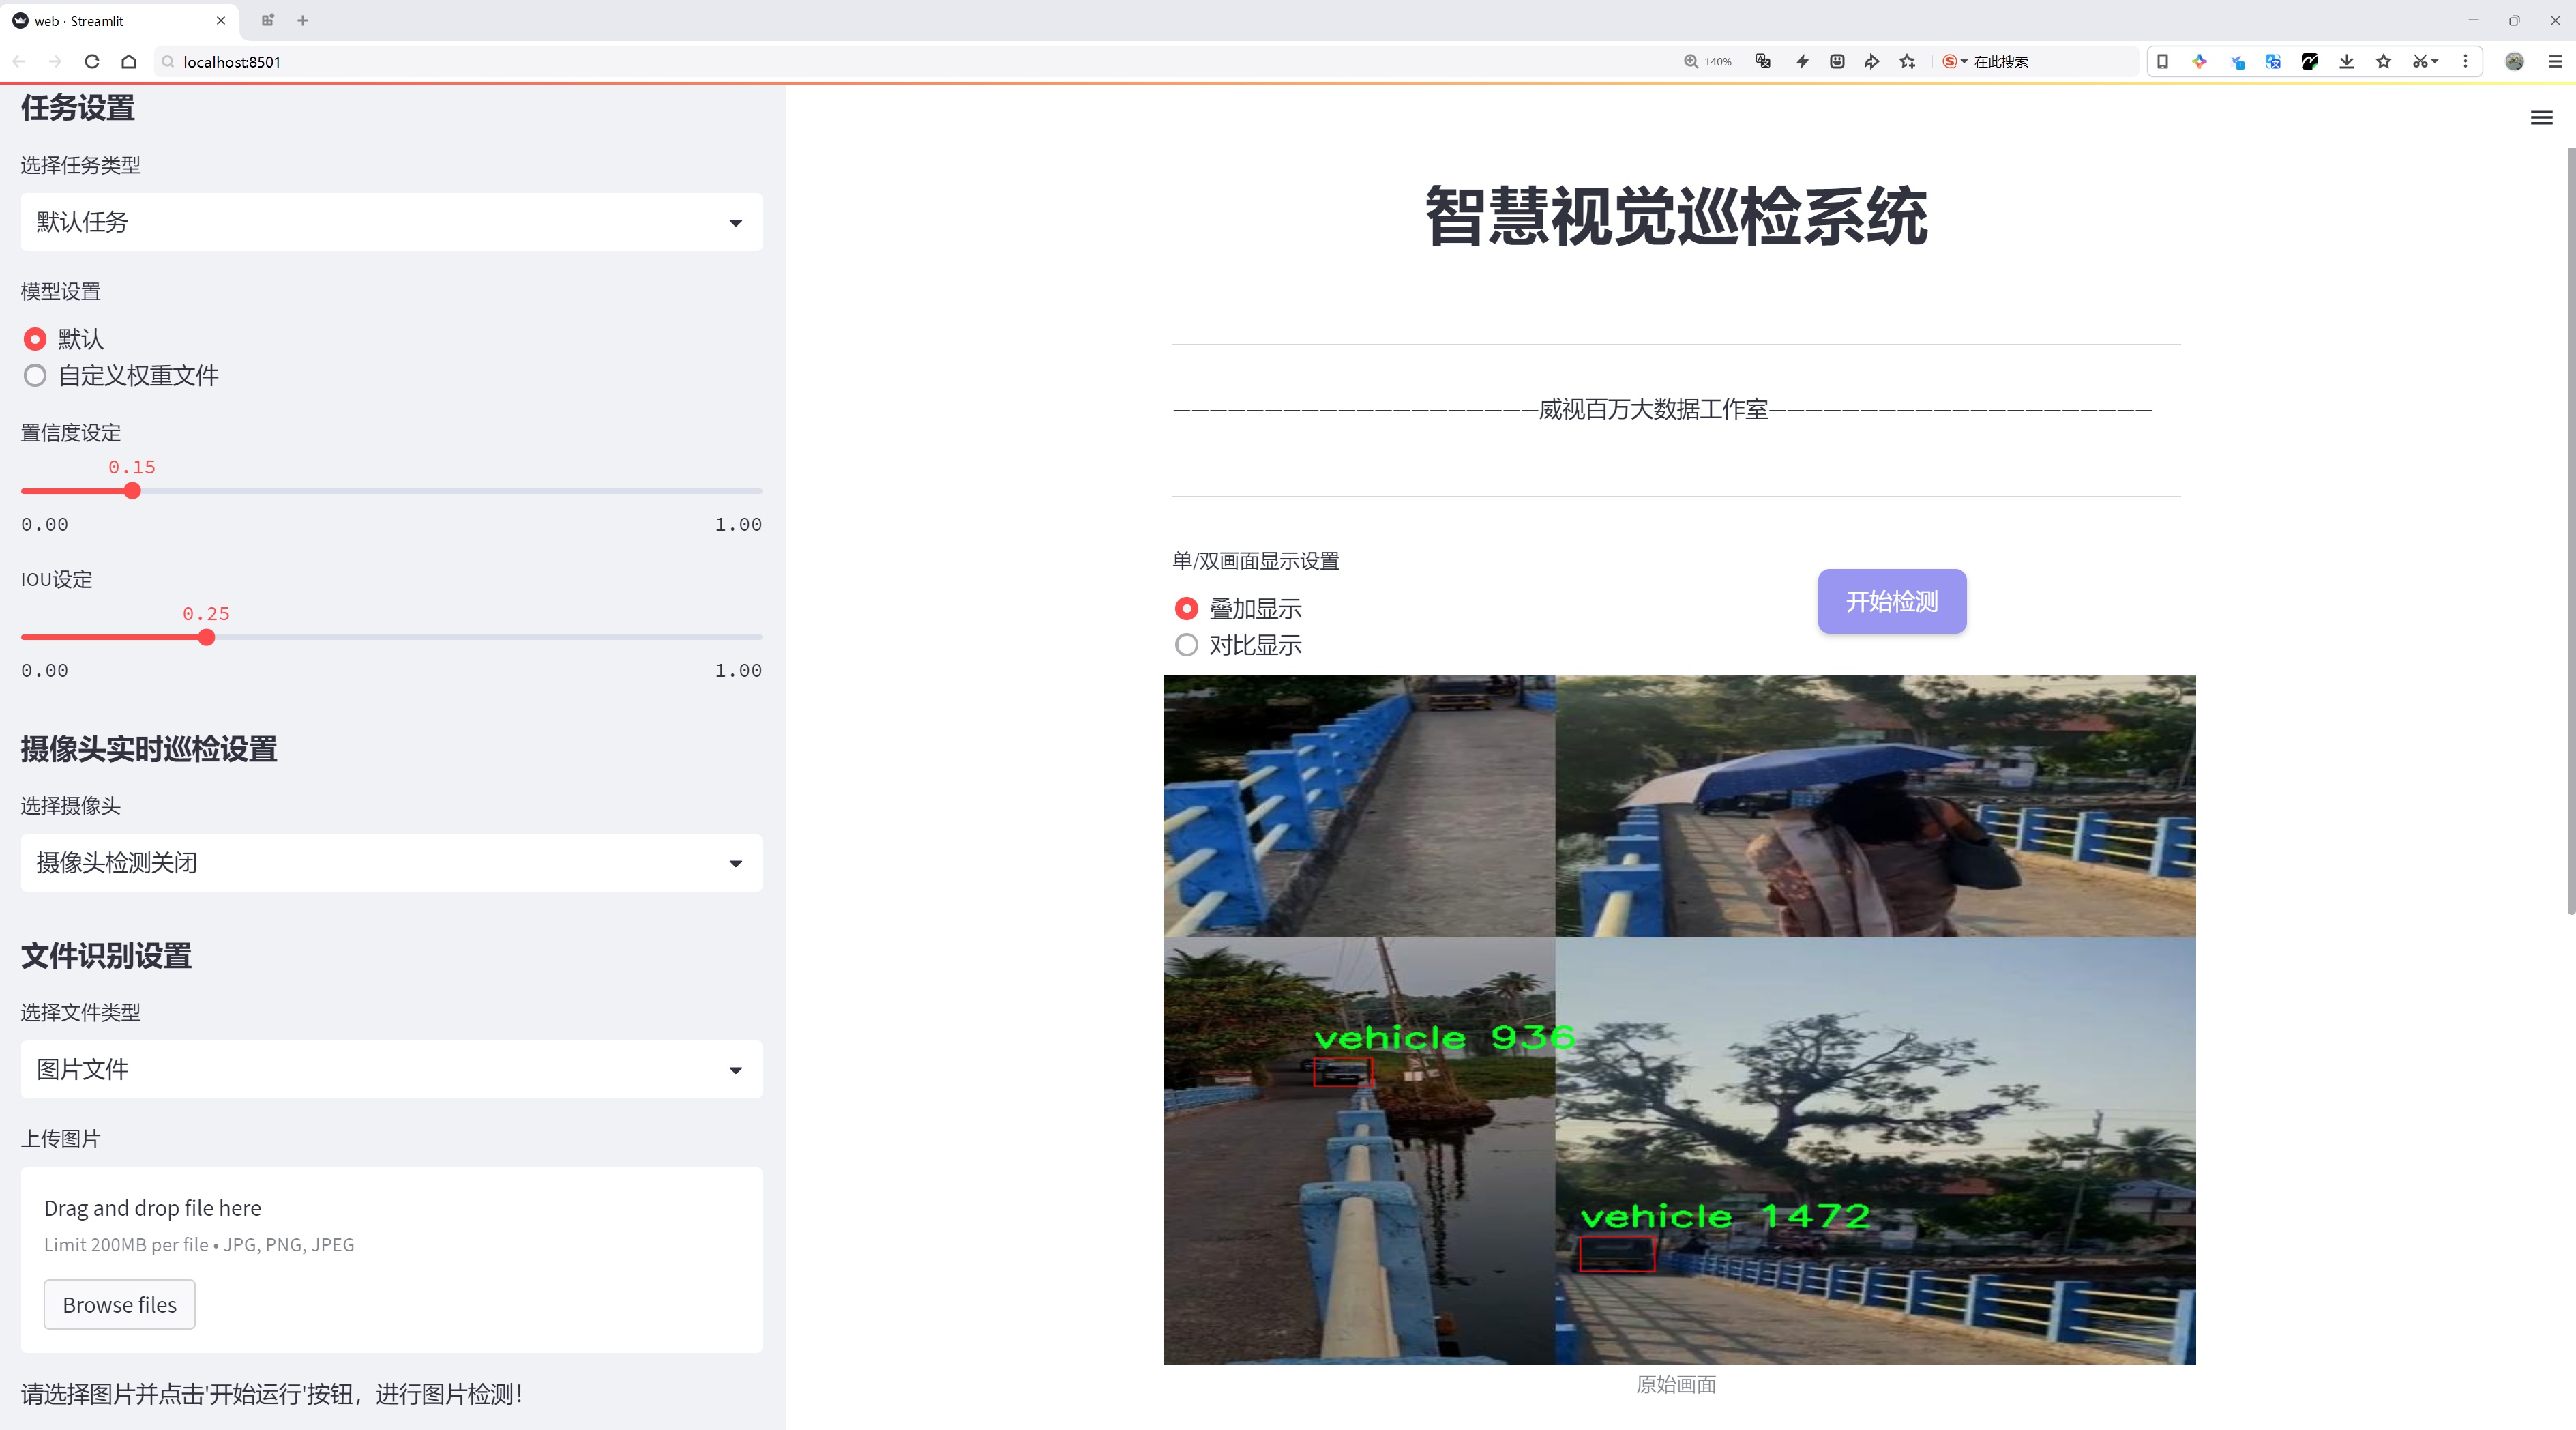 web · Streamlit
localhost:8501
140%
在此搜索
任务设置
选择任务类型
默认任务
模型设置
默认
自定义权重文件
置信度设定
0.15
0.00 1.00
IOU设定
0.25
0.00 1.00
摄像头实时巡检设置
选择摄像头
摄像头检测关闭
文件识别设置
选择文件类型
图片文件
上传图片
Drag and drop file here
Limit 200MB per file • JPG, PNG, JPEG
Browse files
请选择图片并点击'开始运行'按钮，进行图片检测！
智慧视觉巡检系统
————————————————————威视百万大数据工作室—————————————————————
单/双画面显示设置
叠加显示
对比显示
开始检测
vehicle 936
vehicle 1472
原始画面